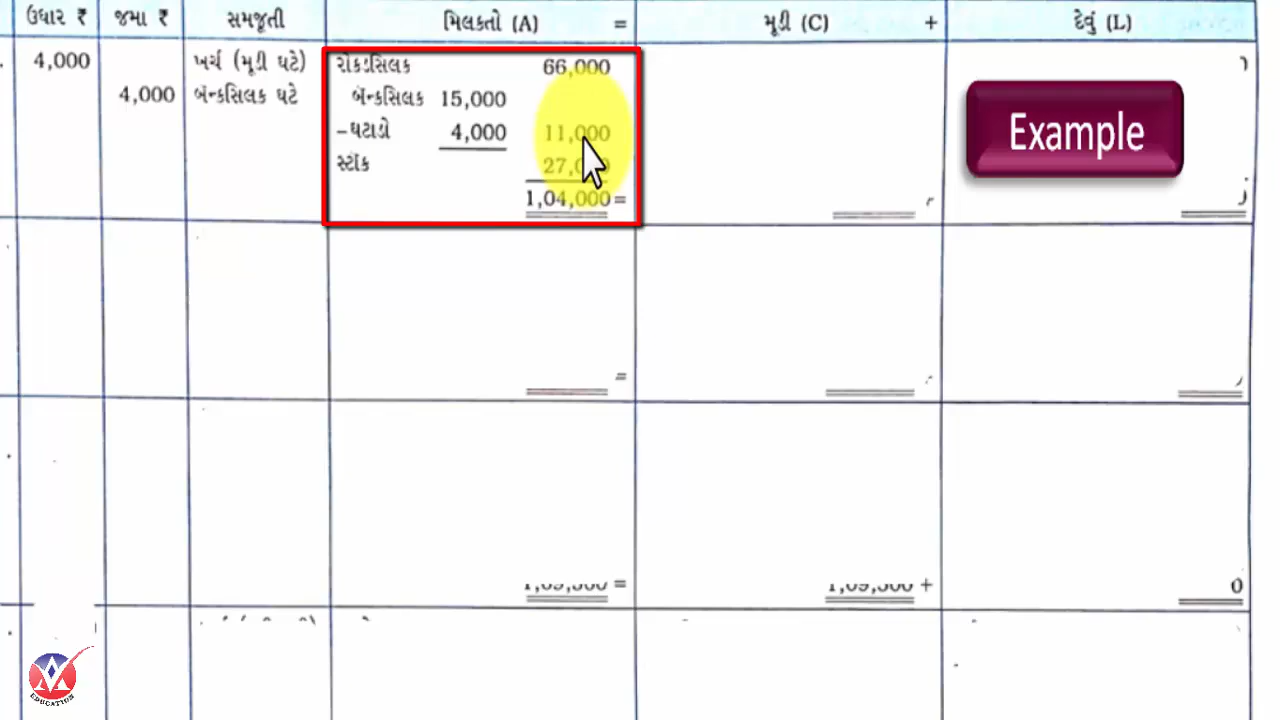 ઉધાર ₹ જમા ₹ સમજૂતી મિલકતો (A) = મૂડી (C) + દેવું (L)
4,000 ખર્ચ (મૂડી ઘટે) રોકડસિલક 66,000
4,000 બૅન્કસિલક ઘટે બૅન્કસિલક 15,000
–ઘટાડો 4,000 11,000
સ્ટૉક
1,04,000 =
Example
=
= +
0
EDUCATION